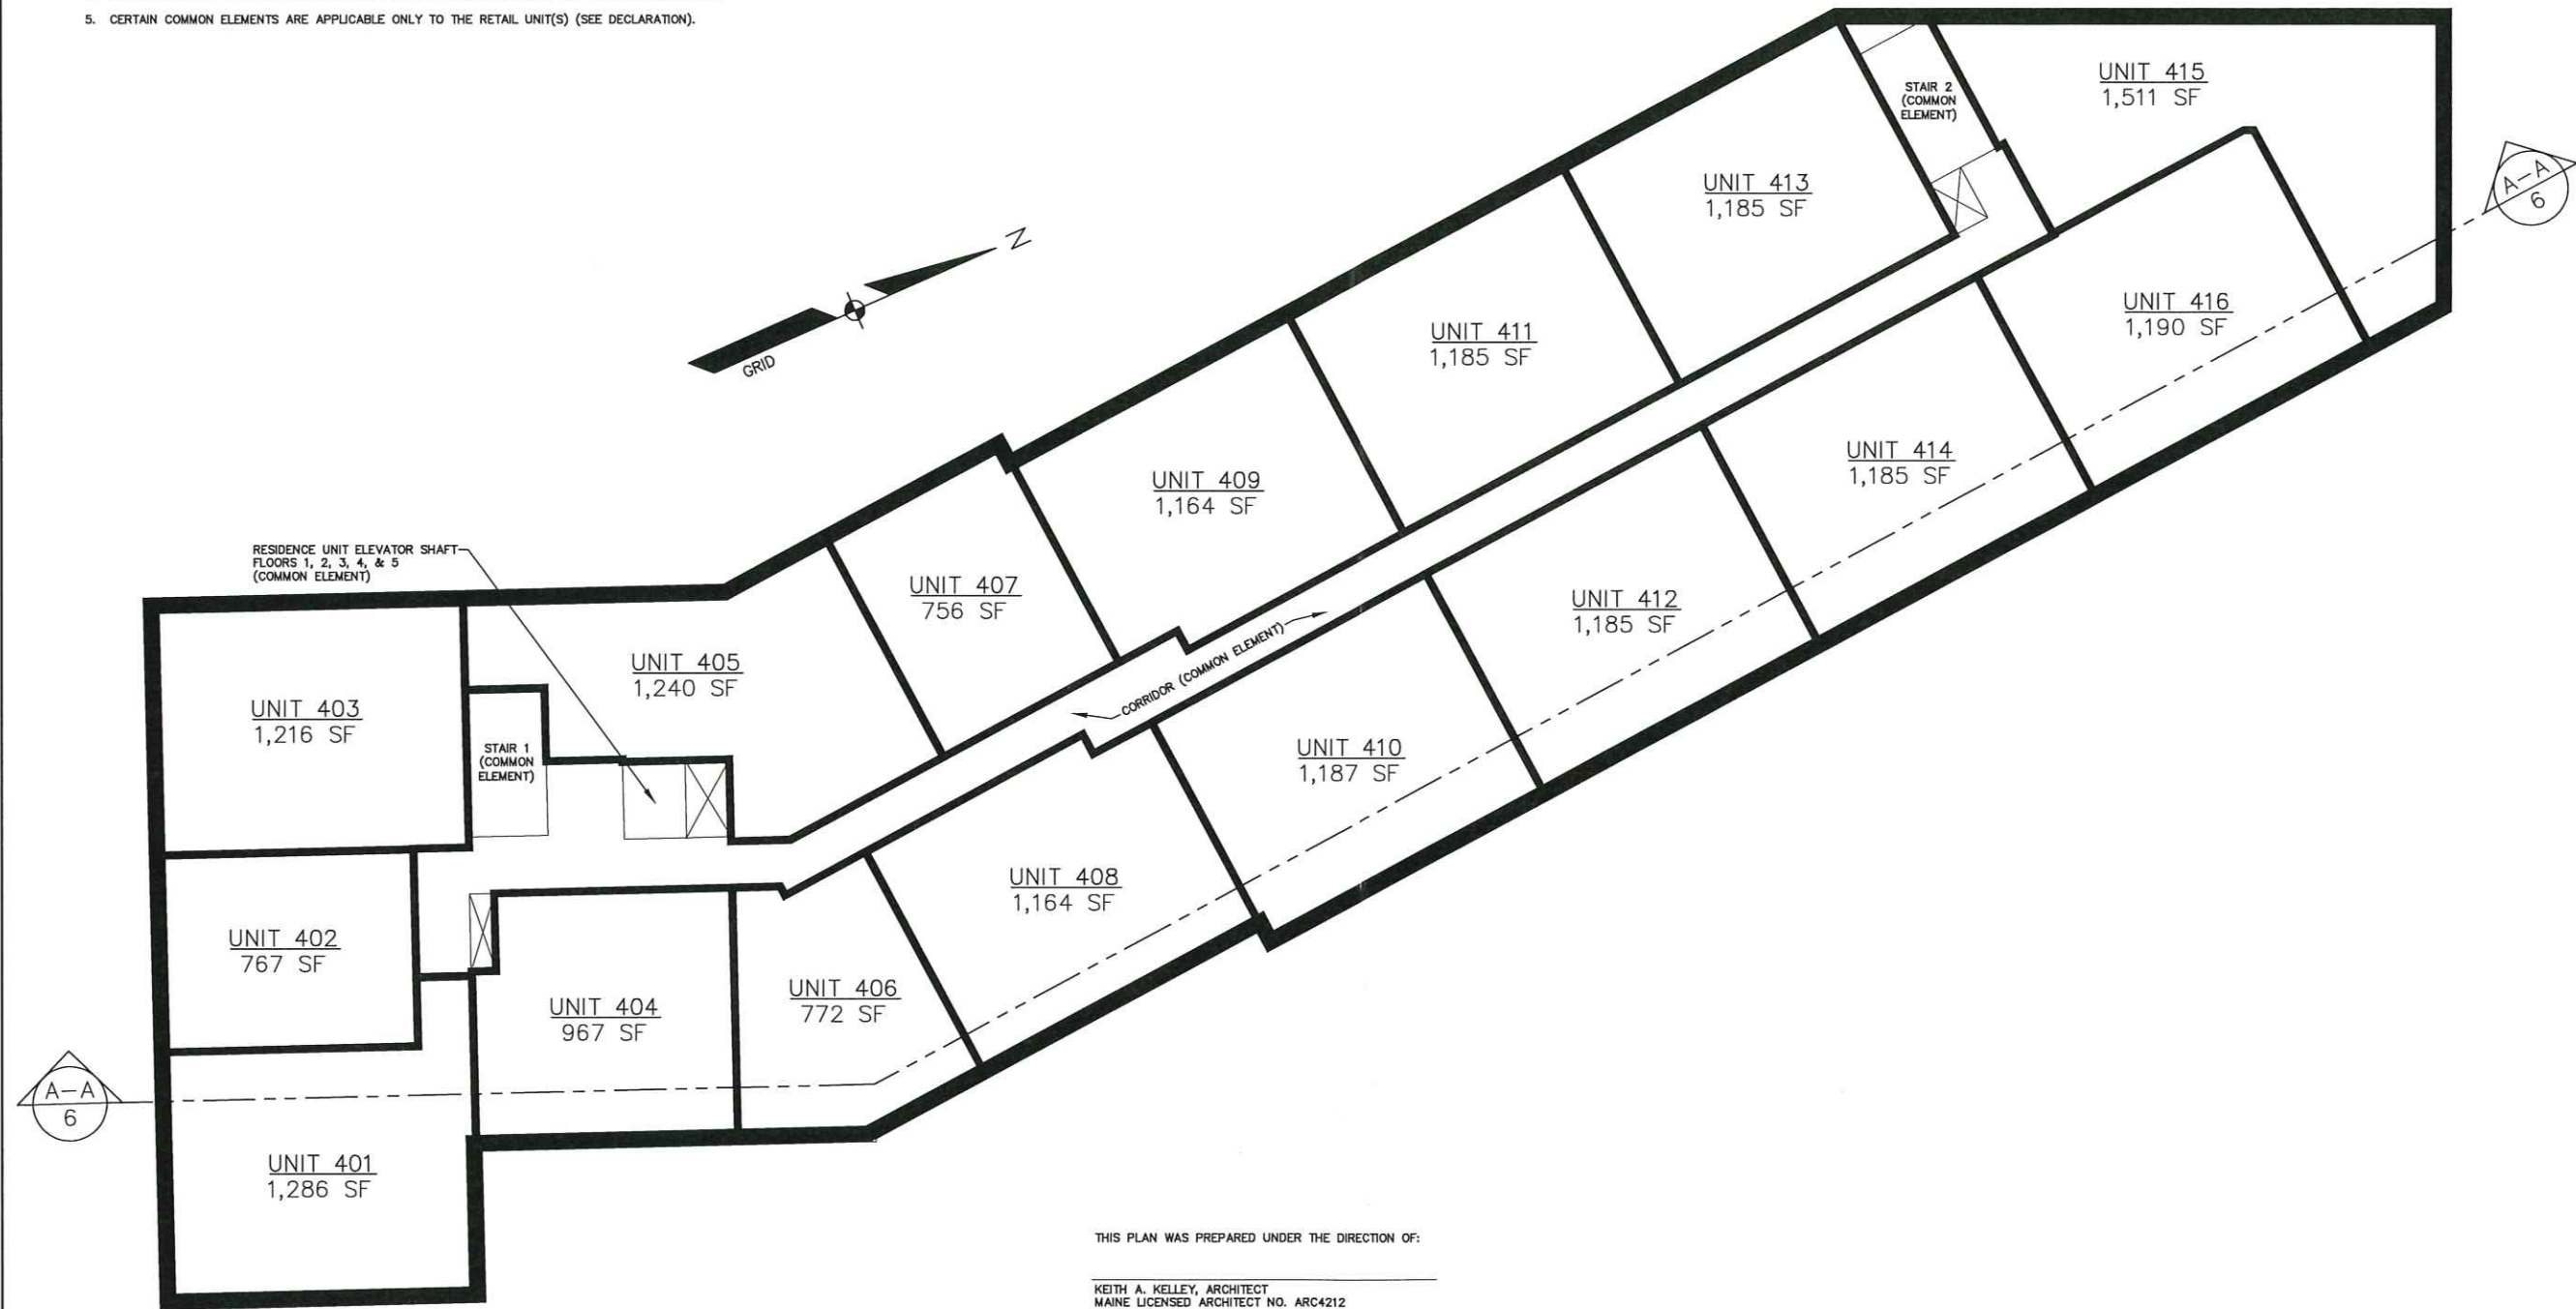 5. CERTAIN COMMON ELEMENTS ARE APPLICABLE ONLY TO THE RETAIL UNIT(S) (SEE DECLARATION).
UNIT 415
1,511 SF
STAIR 2
(COMMON
ELEMENT)
A-A
6
UNIT 413
1,185 SF
N
GRID
UNIT 416
1,190 SF
UNIT 411
1,185 SF
UNIT 414
1,185 SF
UNIT 409
1,164 SF
RESIDENCE UNIT ELEVATOR SHAFT
FLOORS 1, 2, 3, 4, & 5
(COMMON ELEMENT)
UNIT 407
756 SF
UNIT 412
1,185 SF
CORRIDOR (COMMON ELEMENT)
UNIT 405
1,240 SF
UNIT 403
1,216 SF
STAIR 1
(COMMON
ELEMENT)
UNIT 410
1,187 SF
UNIT 408
1,164 SF
UNIT 402
767 SF
UNIT 404
967 SF
UNIT 406
772 SF
A-A
6
UNIT 401
1,286 SF
THIS PLAN WAS PREPARED UNDER THE DIRECTION OF:
KEITH A. KELLEY, ARCHITECT
MAINE LICENSED ARCHITECT NO. ARC4212